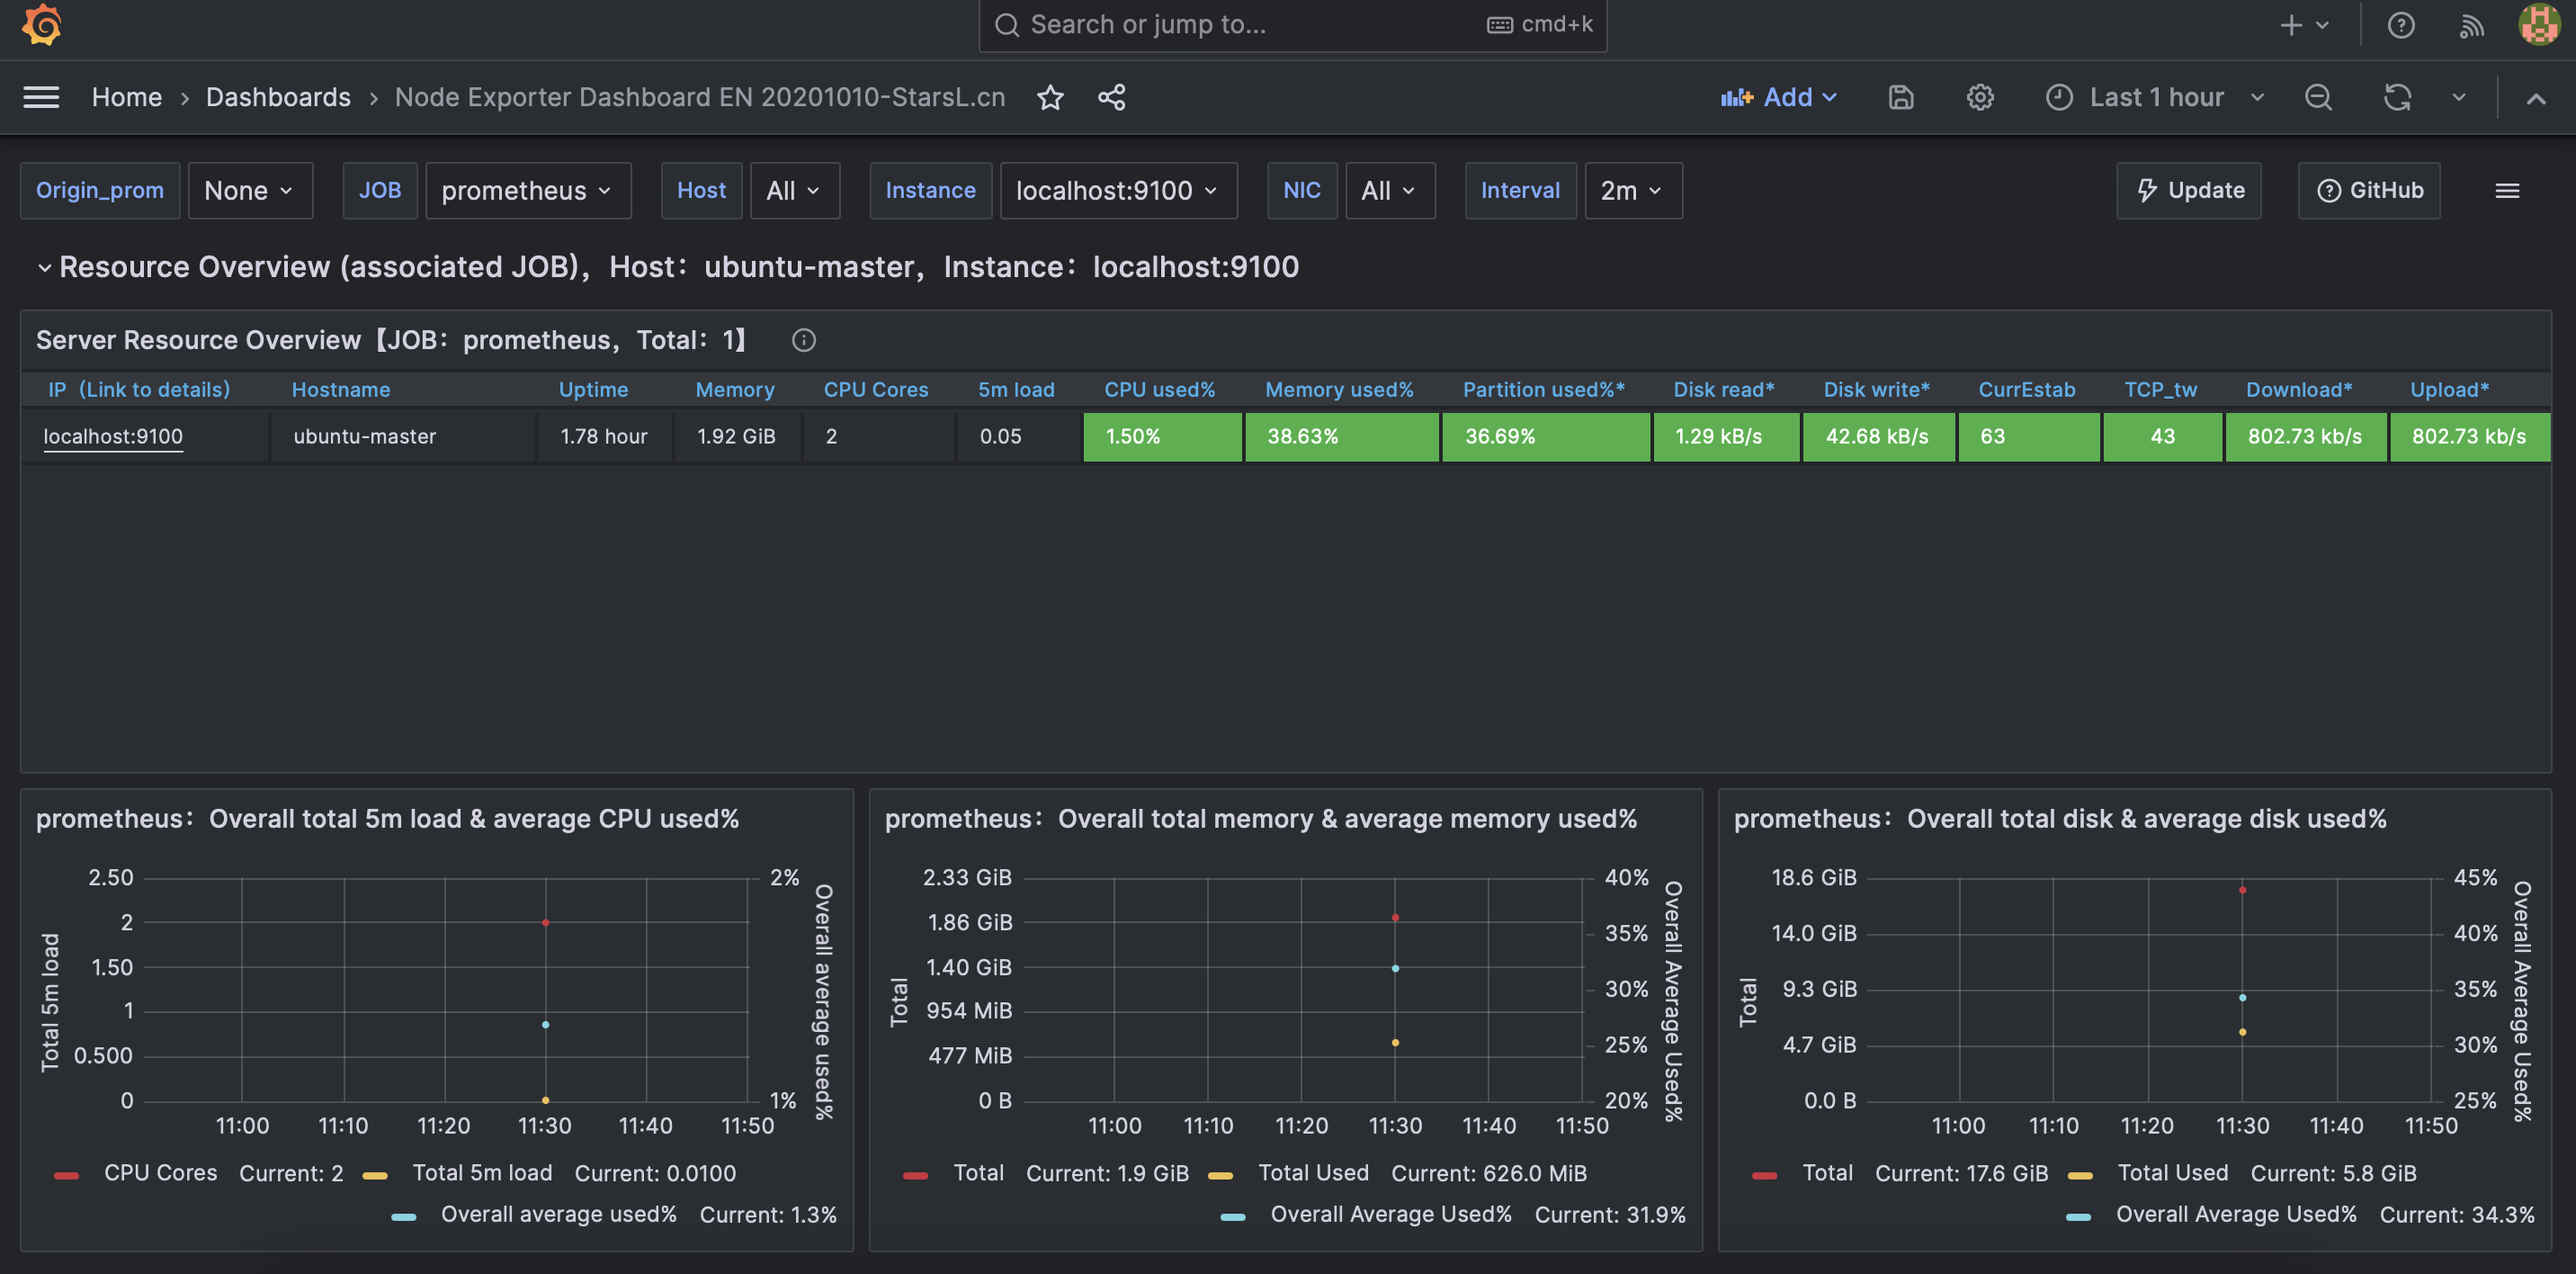 Search or jump to... cmd+k
Home › Dashboards › Node Exporter Dashboard EN 20201010-StarsL.cn Add Last 1 hour
Origin_prom None JOB prometheus Host All Instance localhost:9100 NIC All Interval 2m Update GitHub
Resource Overview (associated JOB)，Host：ubuntu-master，Instance：localhost:9100
Server Resource Overview【JOB：prometheus，Total：1】
IP（Link to details） Hostname Uptime Memory CPU Cores 5m load CPU used% Memory used% Partition used%* Disk read* Disk write* CurrEstab TCP_tw Download* Upload*
localhost:9100 ubuntu-master 1.78 hour 1.92 GiB 2 0.05 1.50% 38.63% 36.69% 1.29 kB/s 42.68 kB/s 63 43 802.73 kb/s 802.73 kb/s
prometheus：Overall total 5m load & average CPU used%
2.50
2
1.50
1
0.500
0
Total 5m load
2%
1%
Overall average used%
11:00 11:10 11:20 11:30 11:40 11:50
CPU Cores Current: 2 Total 5m load Current: 0.0100
Overall average used% Current: 1.3%
prometheus：Overall total memory & average memory used%
2.33 GiB
1.86 GiB
1.40 GiB
954 MiB
477 MiB
0 B
Total
40%
35%
30%
25%
20%
Overall Average Used%
11:00 11:10 11:20 11:30 11:40 11:50
Total Current: 1.9 GiB Total Used Current: 626.0 MiB
Overall Average Used% Current: 31.9%
prometheus：Overall total disk & average disk used%
18.6 GiB
14.0 GiB
9.3 GiB
4.7 GiB
0.0 B
Total
45%
40%
35%
30%
25%
Overall Average Used%
11:00 11:10 11:20 11:30 11:40 11:50
Total Current: 17.6 GiB Total Used Current: 5.8 GiB
Overall Average Used% Current: 34.3%